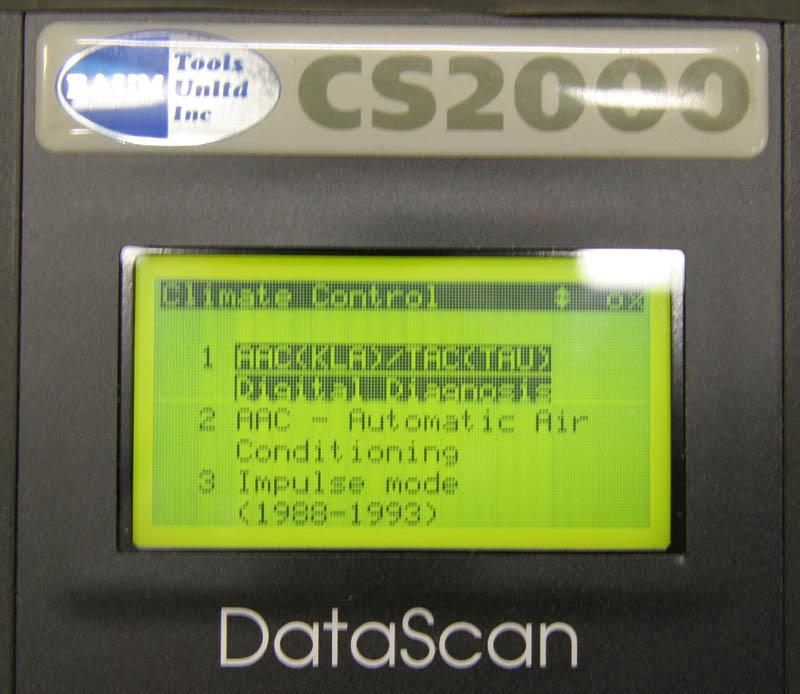 BAUM
Tools
Unltd
Inc
CS2000
Climate Control ↕ 0%
1 AAC(KLA)/TAC(TAU)
Digital Diagnosis
2 AAC - Automatic Air
Conditioning
3 Impulse mode
(1988-1993)
DataScan